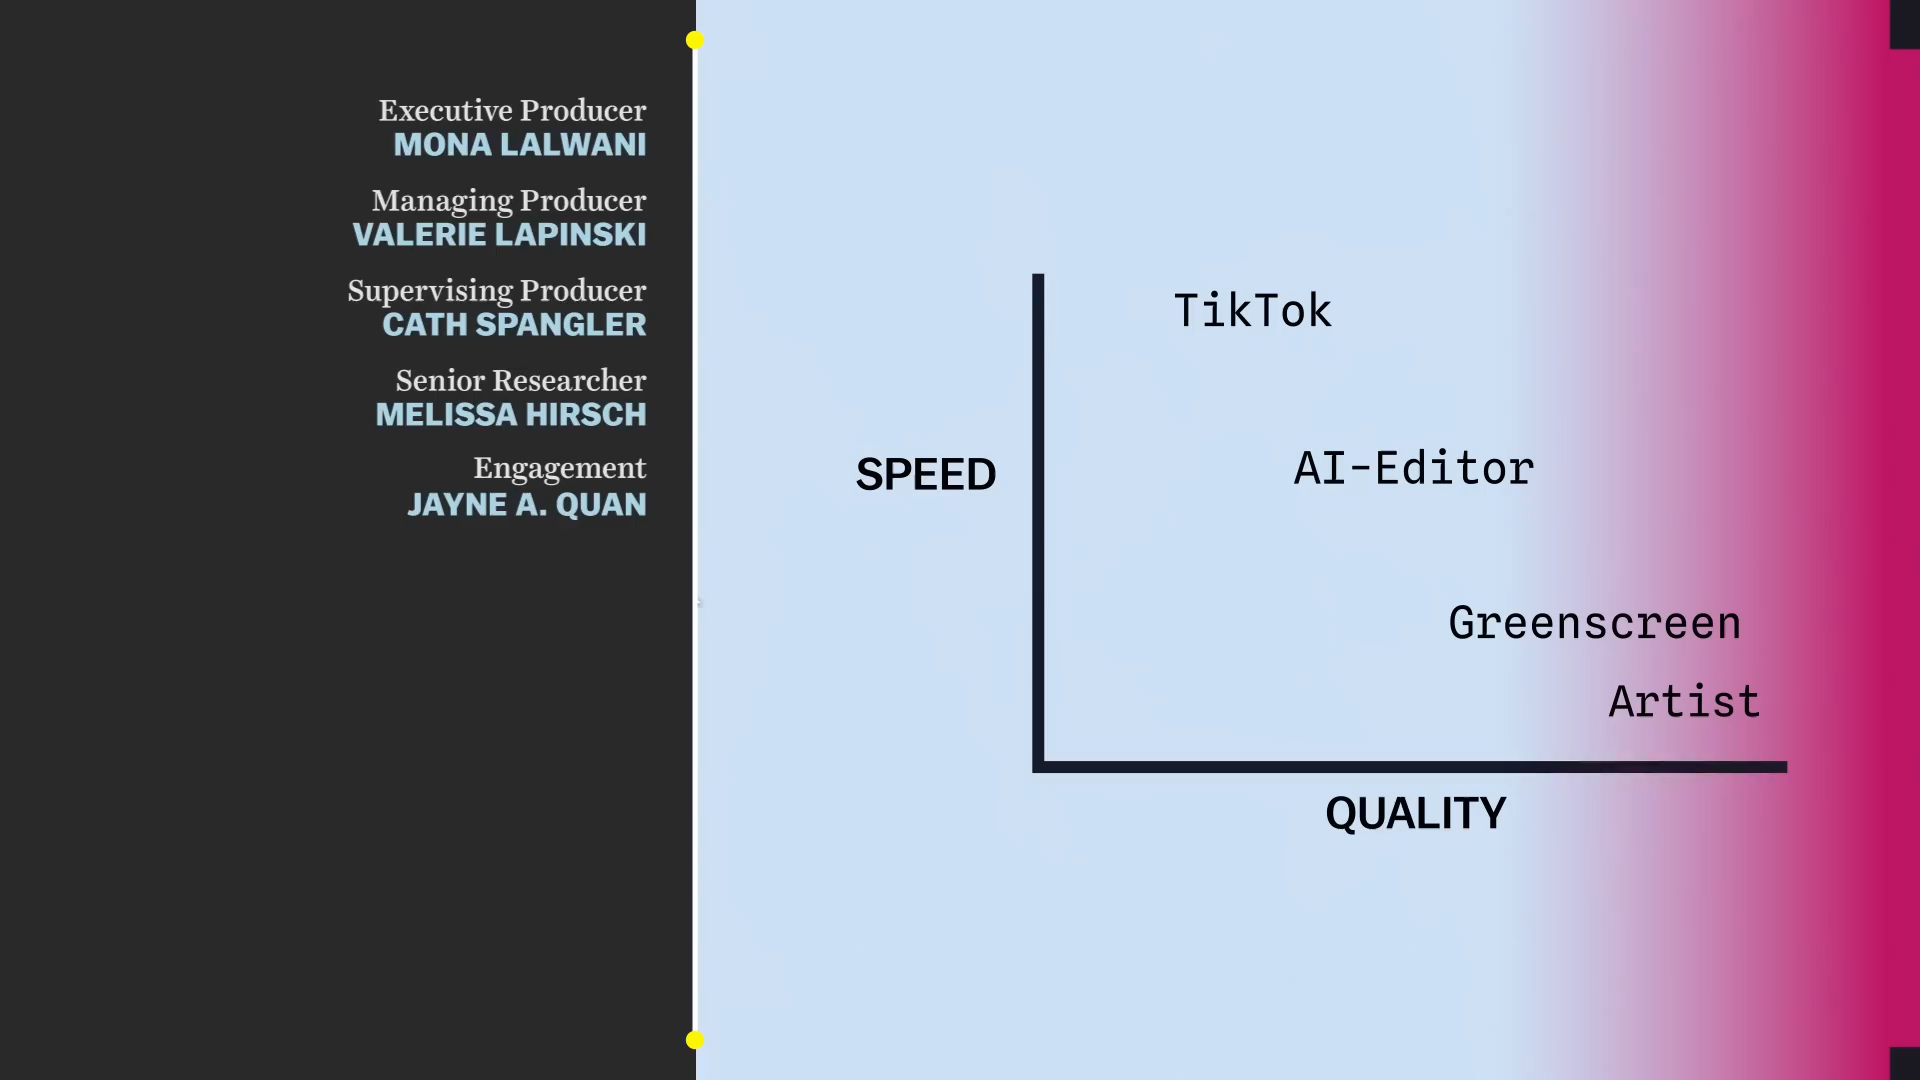 Executive Producer
MONA LALWANI
Managing Producer
VALERIE LAPINSKI
Supervising Producer
CATH SPANGLER
Senior Researcher
MELISSA HIRSCH
Engagement
JAYNE A. QUAN
TikTok
SPEED
AI-Editor
Greenscreen
Artist
QUALITY